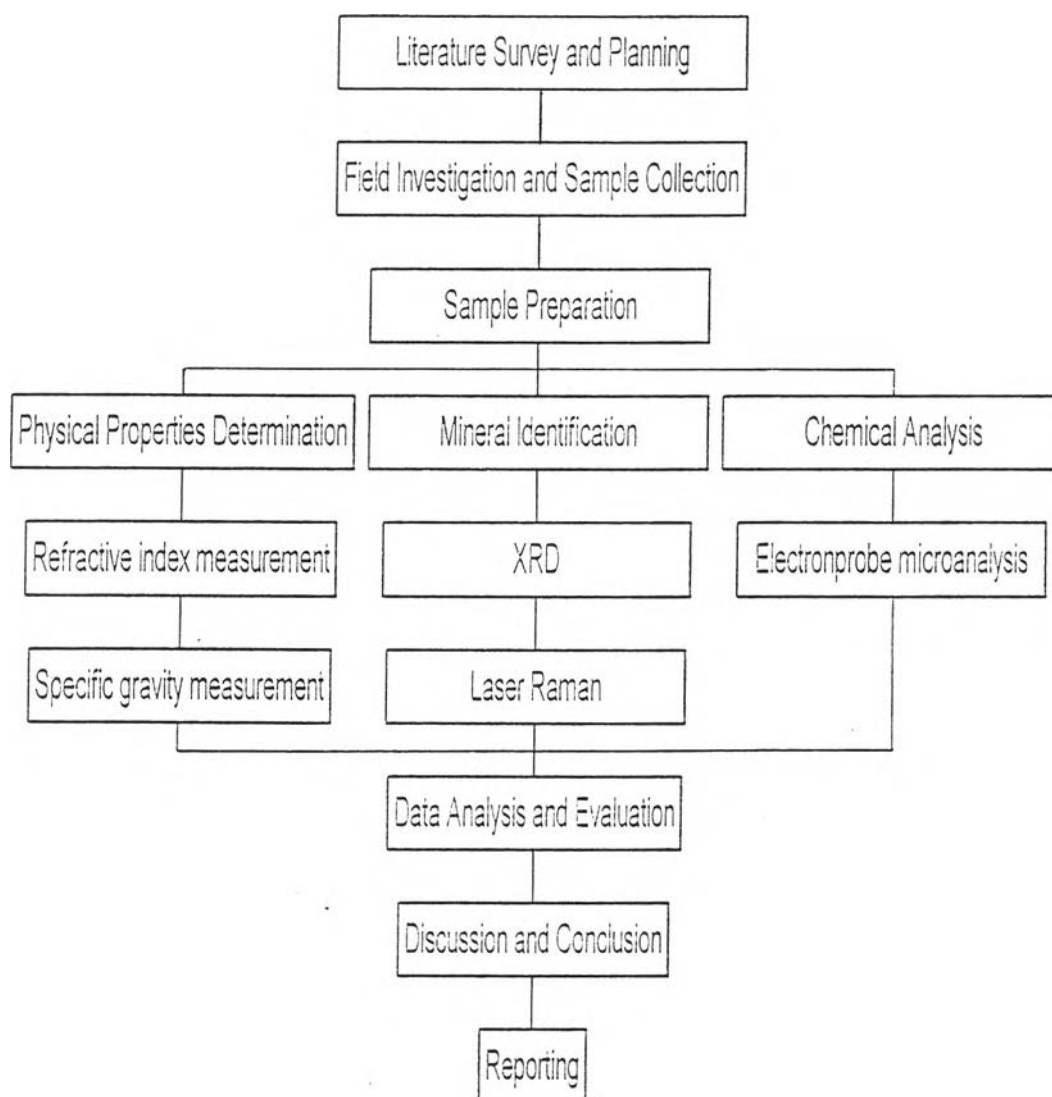 Literature Survey and Planning
Field Investigation and Sample Collection
Sample Preparation
Physical Properties Determination
Mineral Identification
Chemical Analysis
Refractive index measurement
XRD
Electronprobe microanalysis
Specific gravity measurement
Laser Raman
Data Analysis and Evaluation
Discussion and Conclusion
Reporting